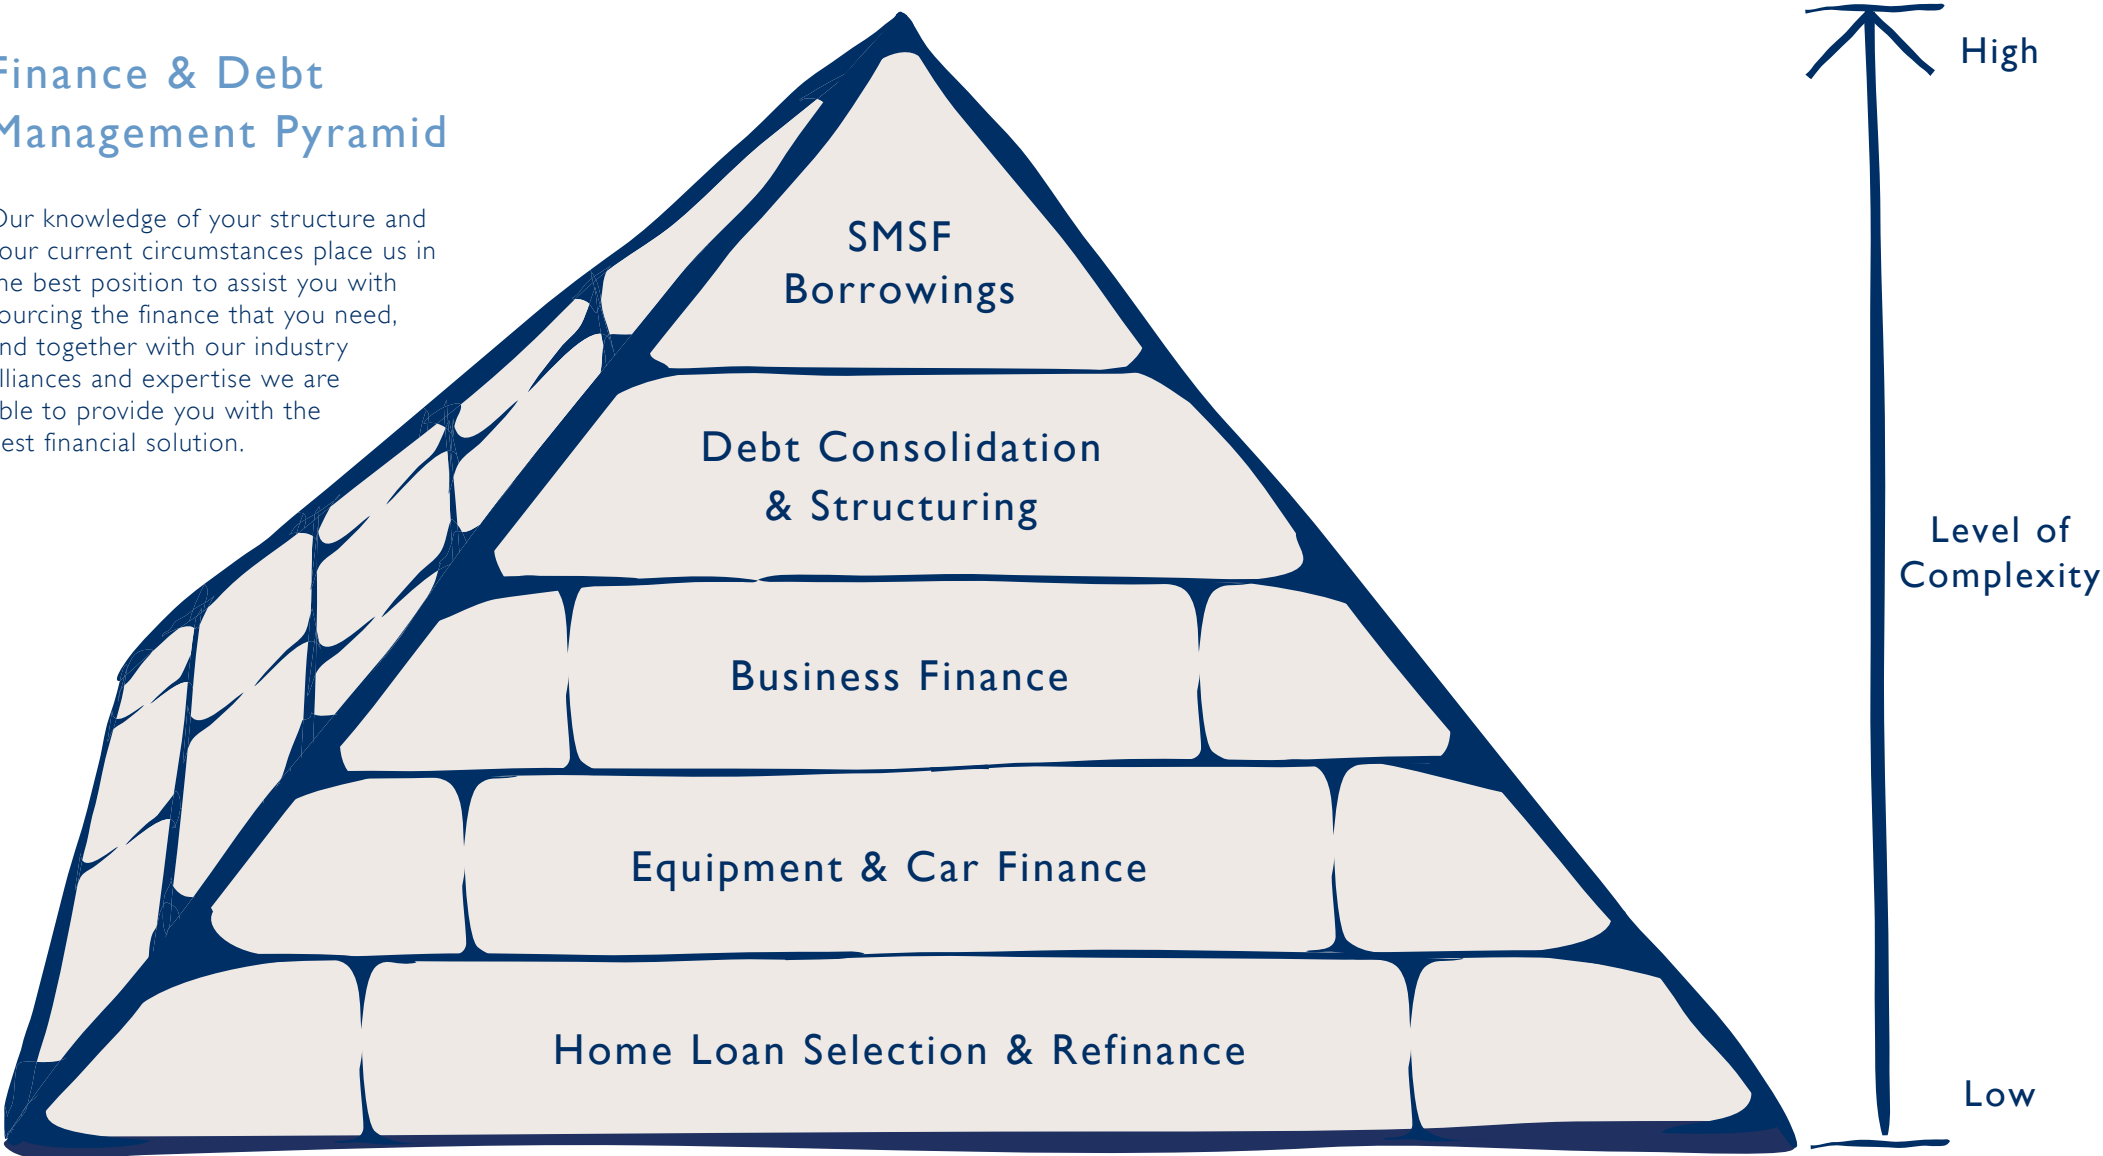 Finance & Debt
Management Pyramid
Our knowledge of your structure and
our current circumstances place us in
he best position to assist you with
ourcing the finance that you need,
nd together with our industry
lliances and expertise we are
ble to provide you with the
est financial solution.
SMSF
Borrowings
Debt Consolidation
& Structuring
Business Finance
Equipment & Car Finance
Home Loan Selection & Refinance
High
Level of
Complexity
Low